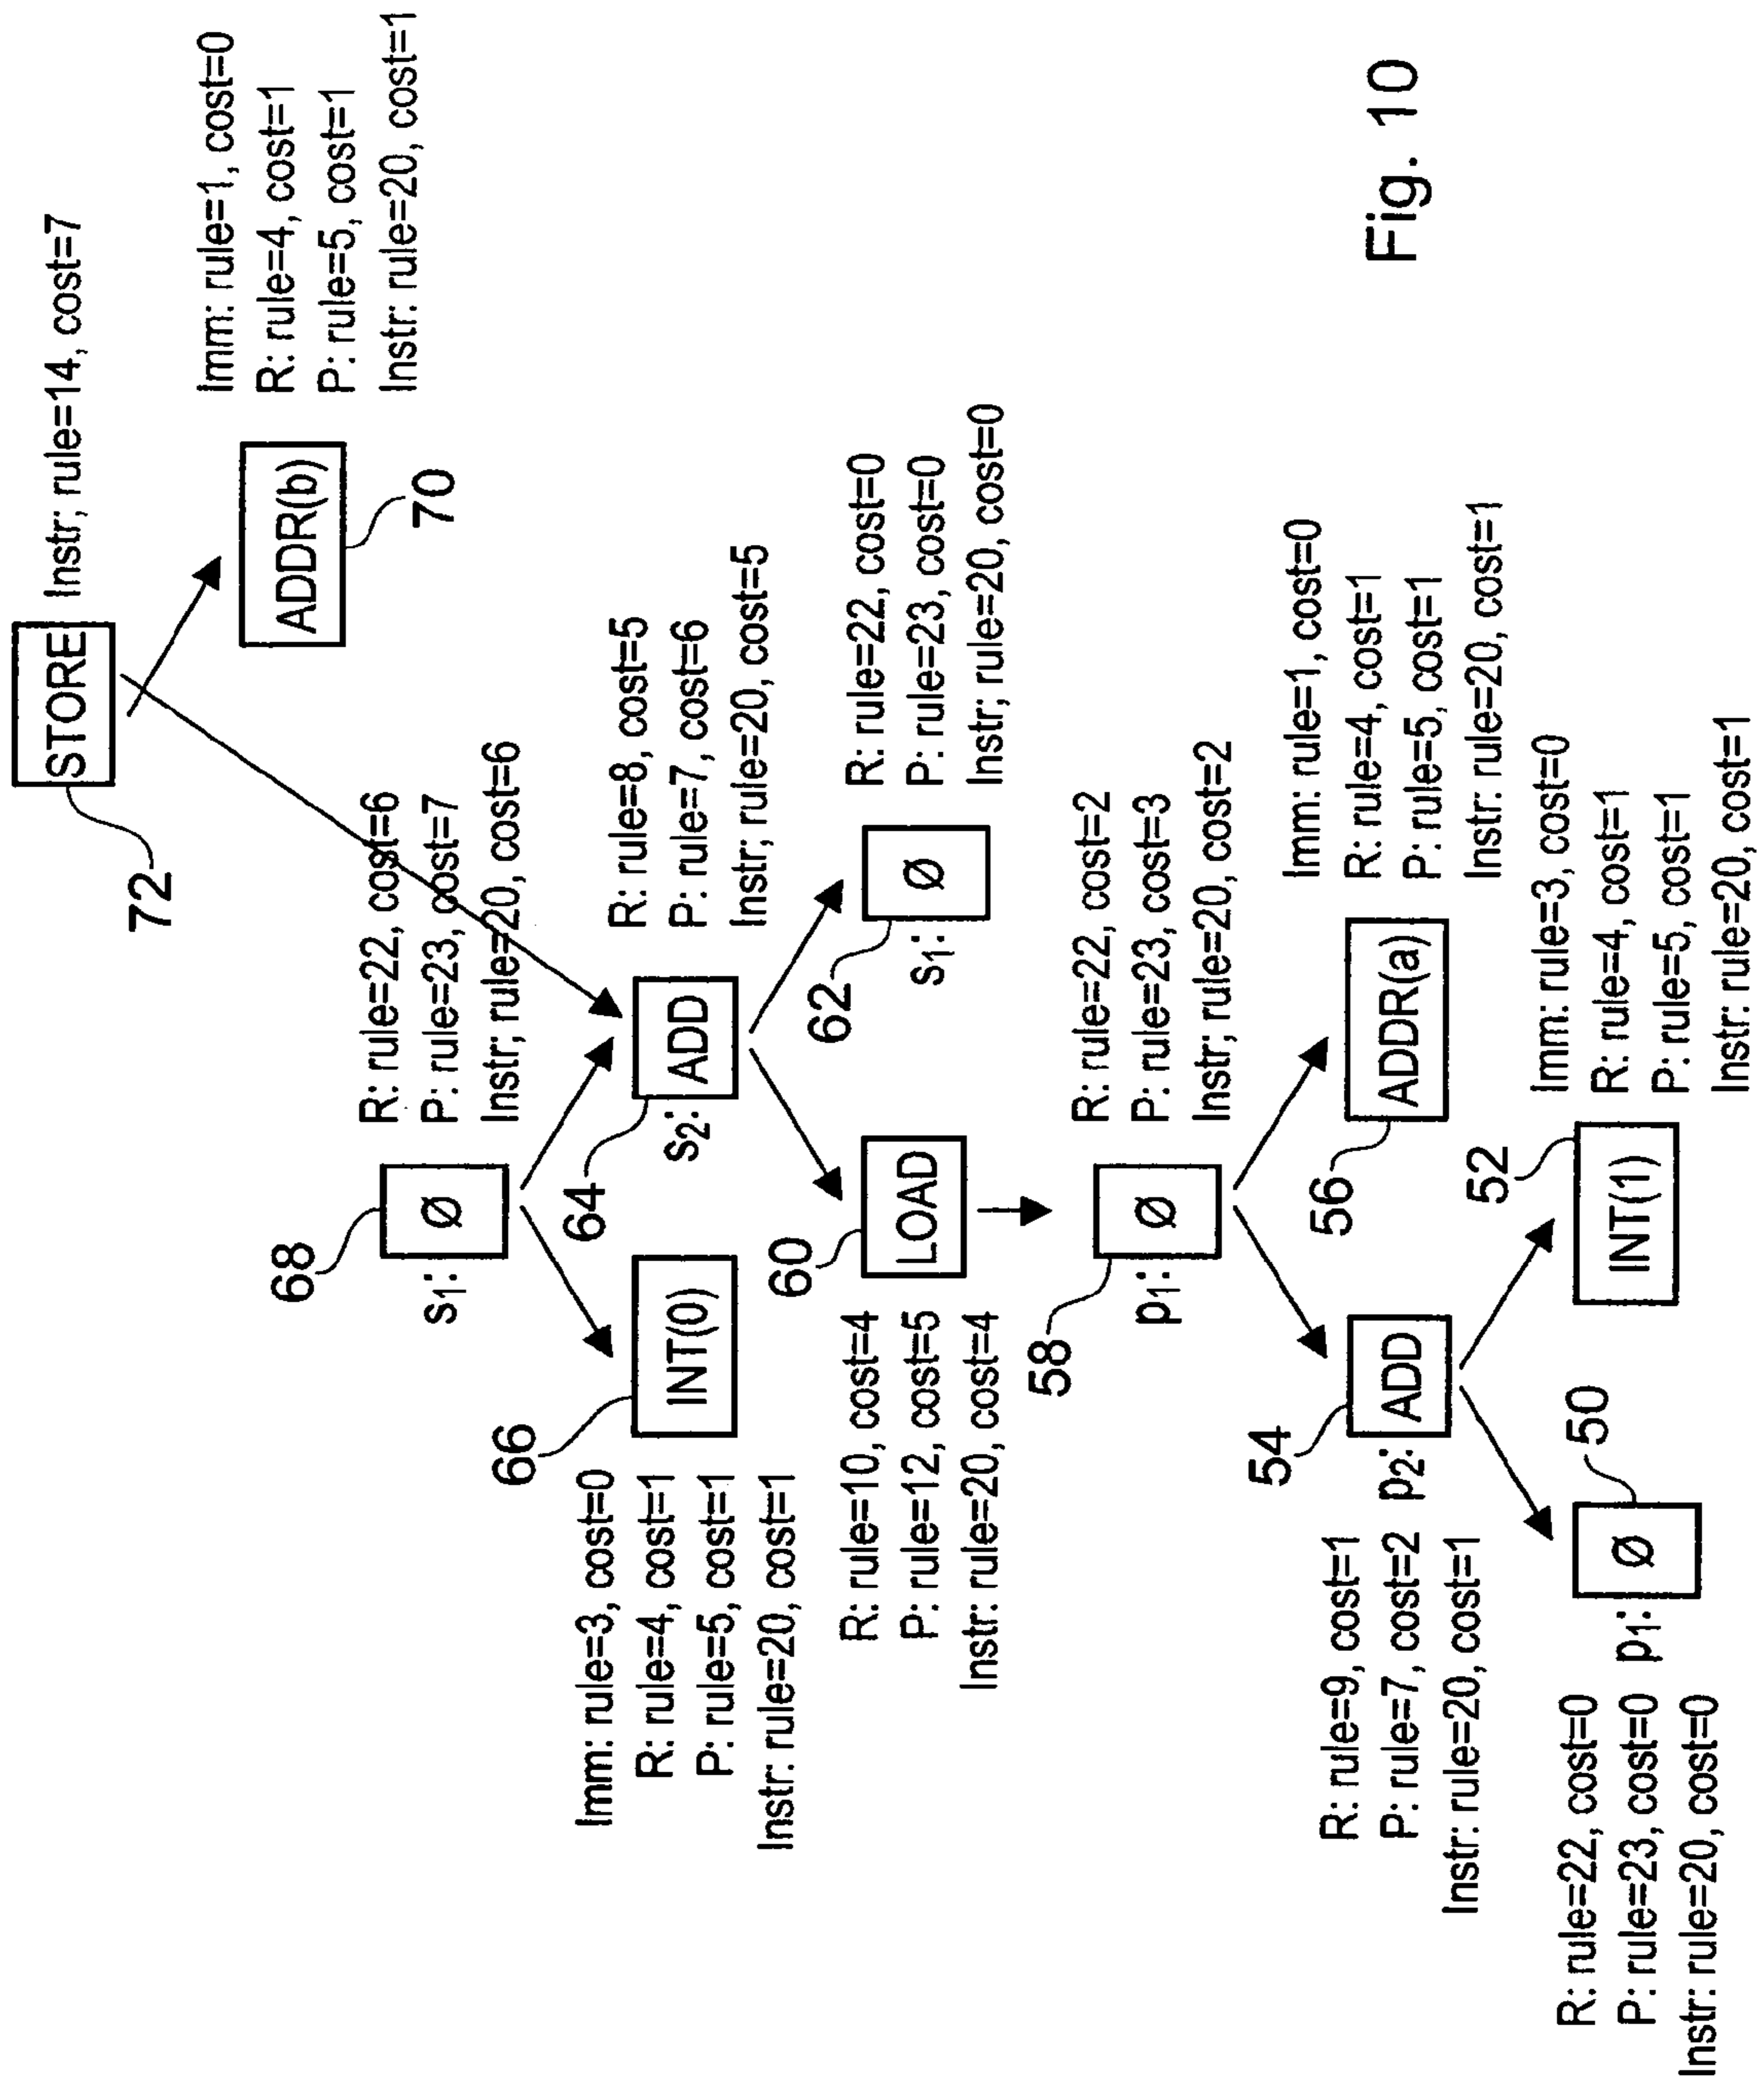 STORE
Instr; rule=14, cost=7
72
ADDR(b)
70
Imm: rule=1, cost=0
R: rule=4, cost=1
P: rule=5, cost=1
Instr: rule=20, cost=1
68
s1:
Ø
R: rule=22, cost=6
P: rule=23, cost=7
Instr; rule=20, cost=6
66
INT(0)
Imm: rule=3, cost=0
R: rule=4, cost=1
P: rule=5, cost=1
Instr: rule=20, cost=1
64
s2:
ADD
R: rule=8, cost=5
P: rule=7, cost=6
Instr; rule=20, cost=5
60
LOAD
R: rule=10, cost=4
P: rule=12, cost=5
Instr: rule=20, cost=4
62
s1:
Ø
R: rule=22, cost=0
P: rule=23, cost=0
Instr; rule=20, cost=0
58
p1:
Ø
R: rule=22, cost=2
P: rule=23, cost=3
Instr; rule=20, cost=2
54
p2:
ADD
R: rule=9, cost=1
P: rule=7, cost=2
Instr: rule=20, cost=1
56
ADDR(a)
Imm: rule=1, cost=0
R: rule=4, cost=1
P: rule=5, cost=1
Instr: rule=20, cost=1
50
p1:
Ø
R: rule=22, cost=0
P: rule=23, cost=0
Instr: rule=20, cost=0
52
INT(1)
Imm: rule=3, cost=0
R: rule=4, cost=1
P: rule=5, cost=1
Instr: rule=20, cost=1
Fig. 10